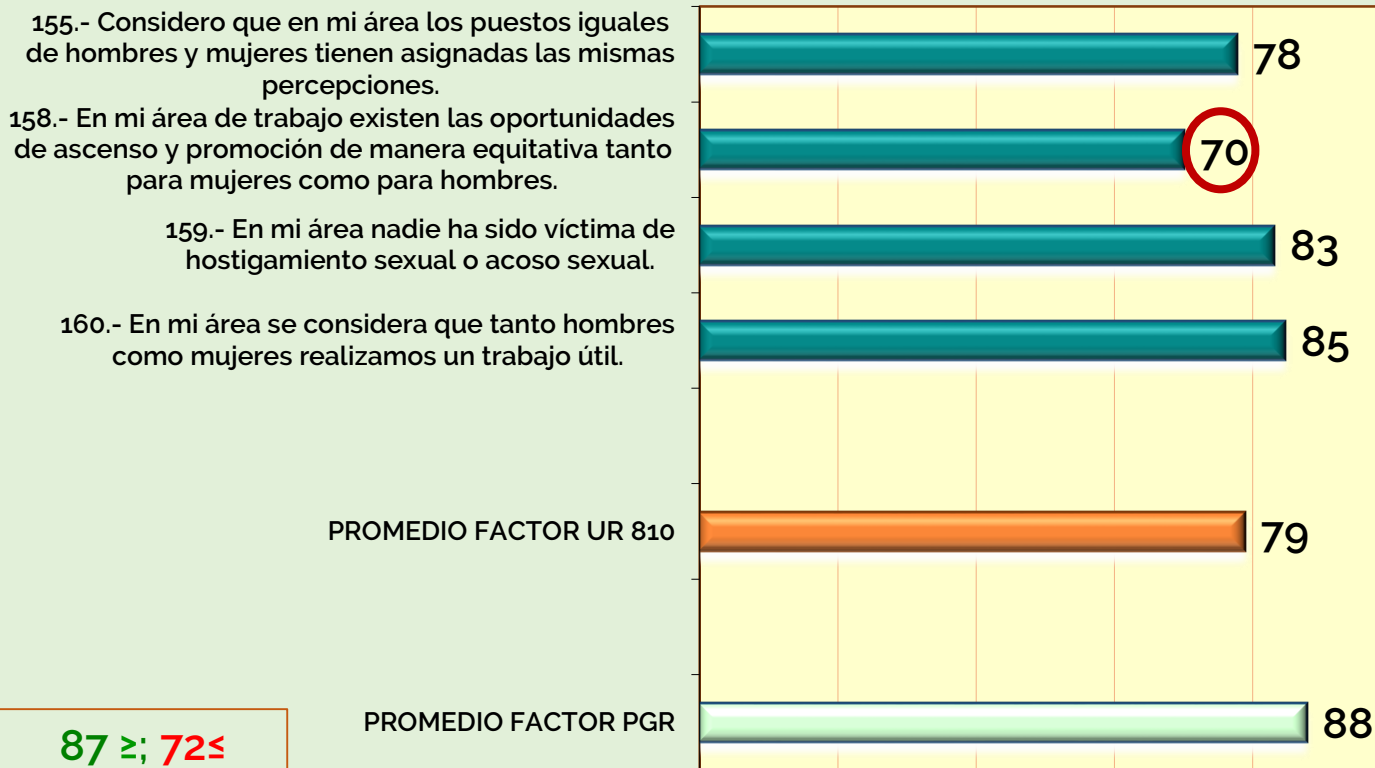 155.- Considero que en mi área los puestos iguales
de hombres y mujeres tienen asignadas las mismas
percepciones.
78
158.- En mi área de trabajo existen las oportunidades
de ascenso y promoción de manera equitativa tanto
para mujeres como para hombres.
70
159.- En mi área nadie ha sido víctima de
hostigamiento sexual o acoso sexual.
83
160.- En mi área se considera que tanto hombres
como mujeres realizamos un trabajo útil.
85
PROMEDIO FACTOR UR 810
79
PROMEDIO FACTOR PGR
88
87 ≥; 72≤